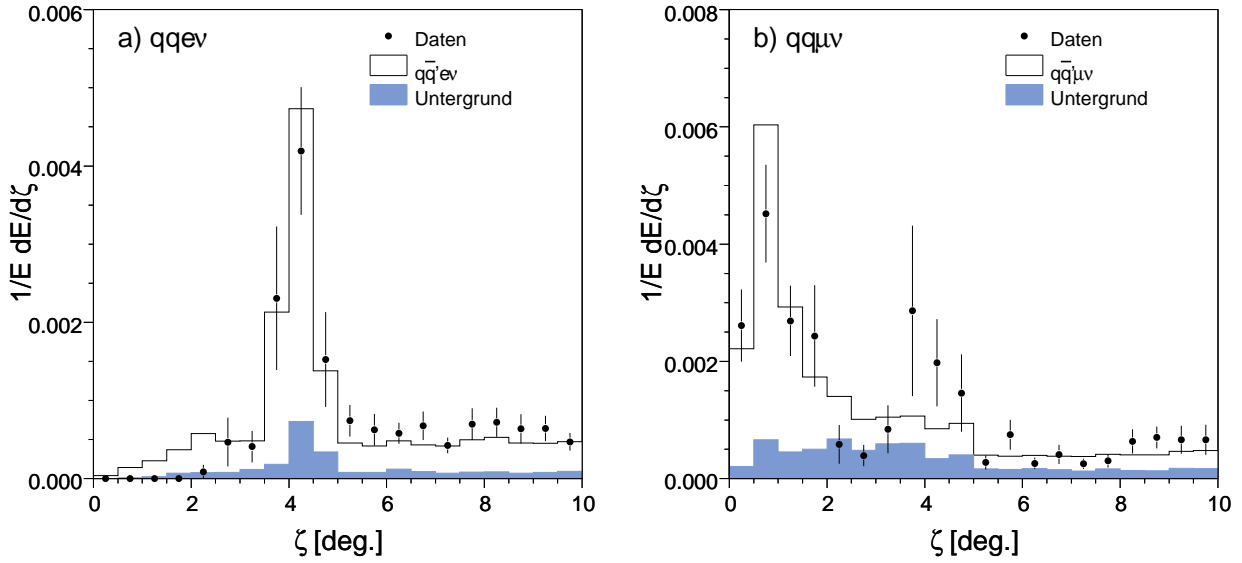 a) qqeν
Daten
qq̄'eν
Untergrund
1/E dE/dζ
0.006
0.004
0.002
0.000
0 2 4 6 8 10
ζ [deg.]
b) qqμν
Daten
qq̄'μν
Untergrund
1/E dE/dζ
0.008
0.006
0.004
0.002
0.000
0 2 4 6 8 10
ζ [deg.]